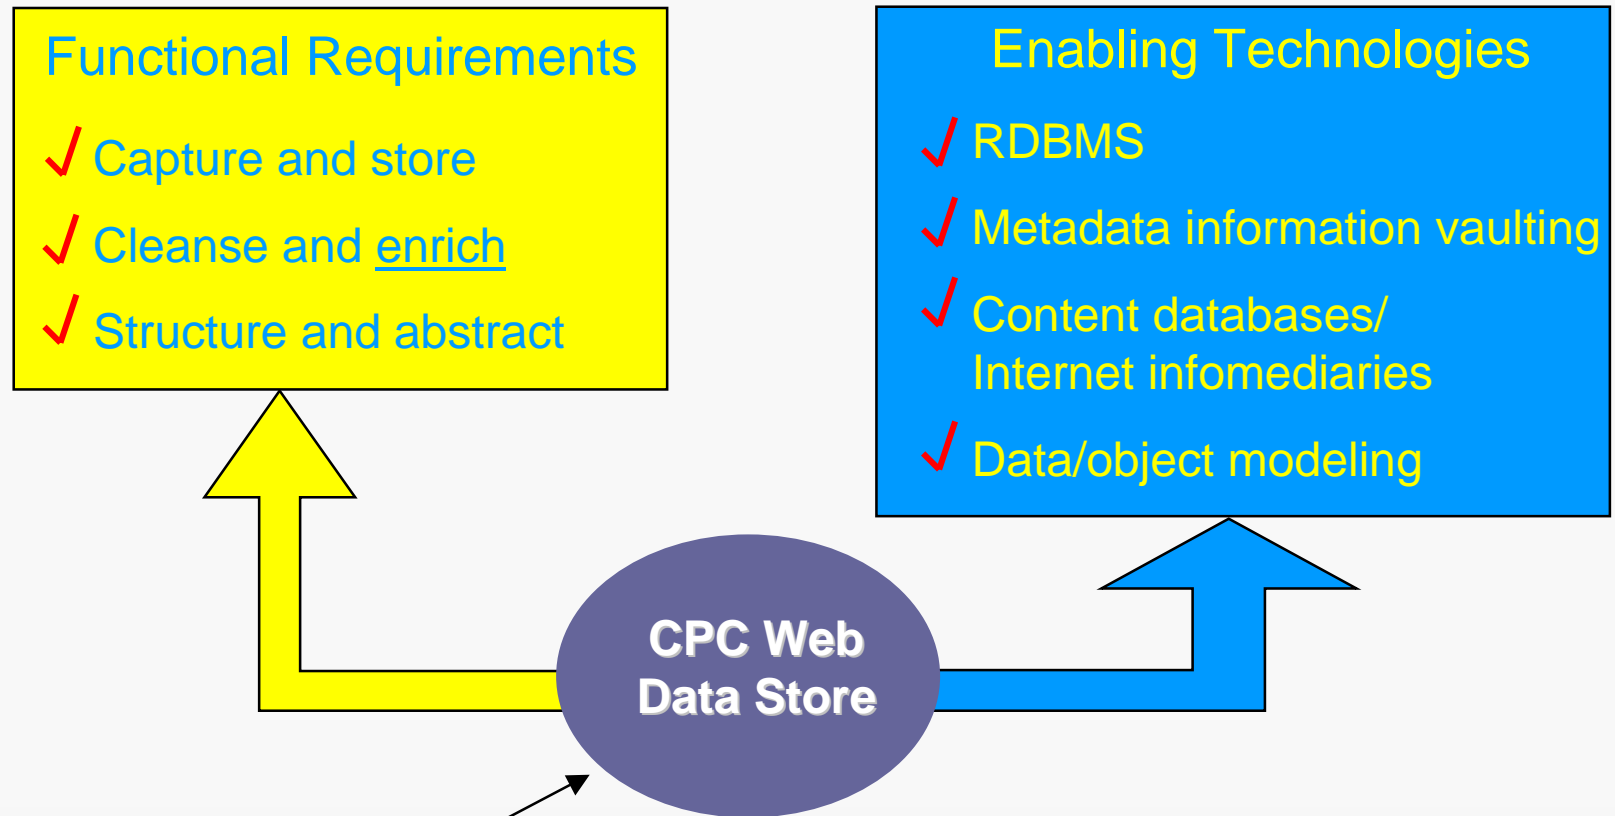 Functional Requirements
Capture and store
Cleanse and enrich
Structure and abstract
Enabling Technologies
RDBMS
Metadata information vaulting
Content databases/
Internet infomediaries
Data/object modeling
CPC Web
Data Store